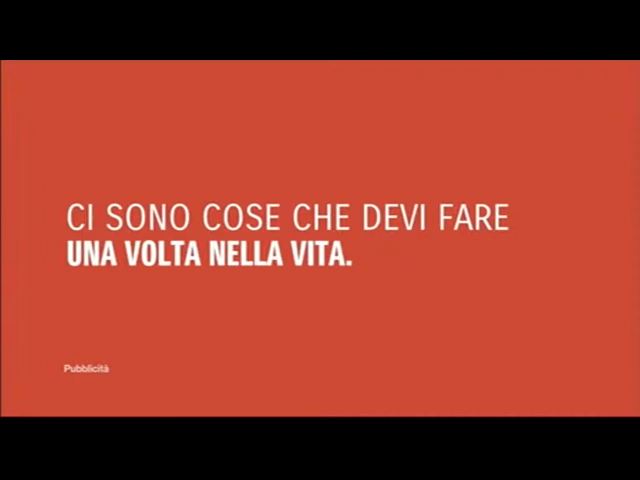 CI SONO COSE CHE DEVI FARE
UNA VOLTA NELLA VITA.
Pubblicità